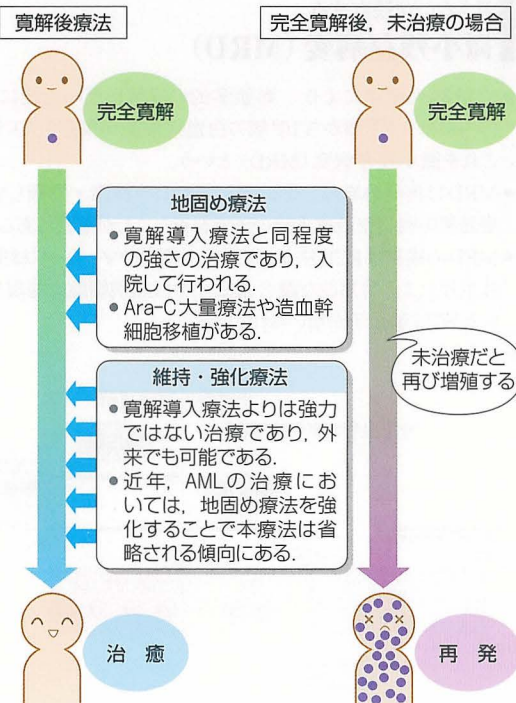 寛解後療法
完全寛解後，未治療の場合
完全寛解
完全寛解
地固め療法
●寛解導入療法と同程度
の強さの治療であり，入
院して行われる．
●Ara-C大量療法や造血幹
細胞移植がある．
未治療だと
再び増殖する
維持・強化療法
●寛解導入療法よりは強力
ではない治療であり，外
来でも可能である．
●近年，AMLの治療にお
いては，地固め療法を強
化することで本療法は省
略される傾向にある．
治 癒
再 発